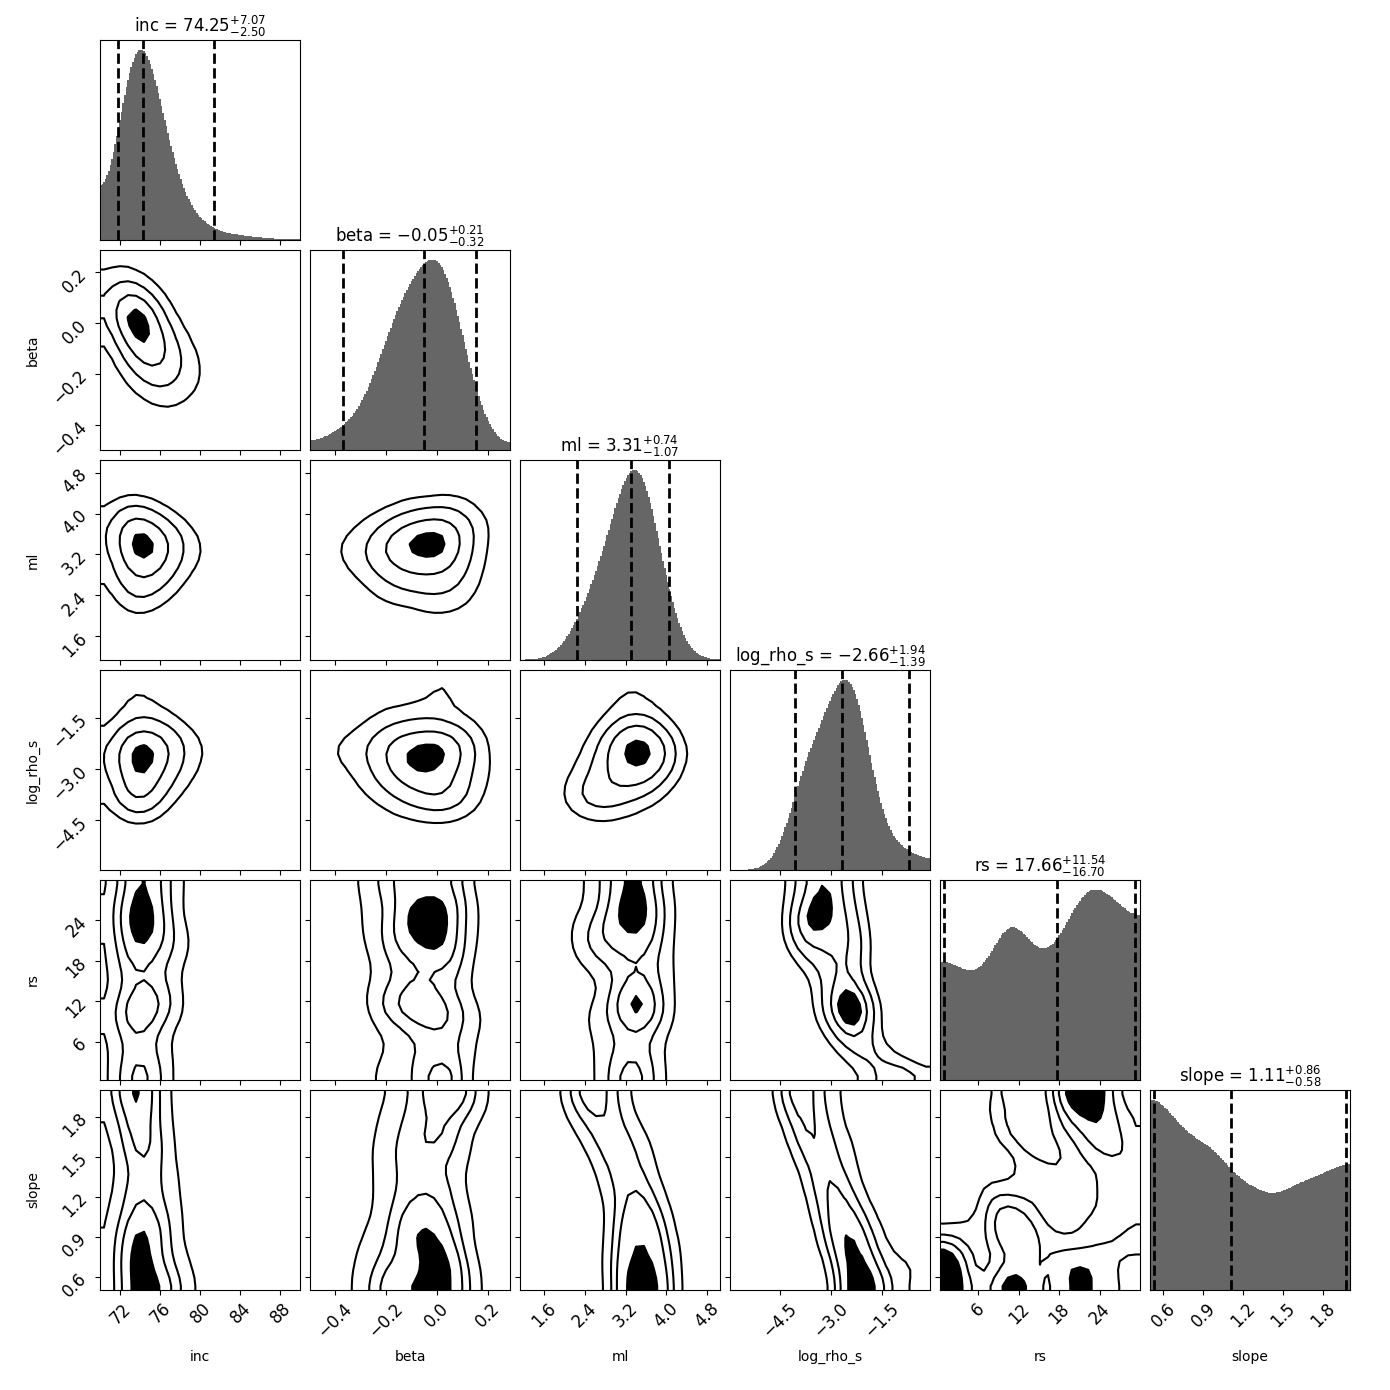 inc = 74.25+7.07−2.50
beta = −0.05+0.21−0.32
0.2
0.0
−0.2
−0.4
beta
ml = 3.31+0.74−1.07
4.8
4.0
3.2
2.4
1.6
ml
log_rho_s = −2.66+1.94−1.39
−1.5
−3.0
−4.5
log_rho_s
rs = 17.66+11.54−16.70
24
18
12
6
rs
slope = 1.11+0.86−0.58
1.8
1.5
1.2
0.9
0.6
slope
72 76 80 84 88 −0.4 −0.2 0.0 0.2 1.6 2.4 3.2 4.0 4.8 −4.5 −3.0 −1.5 6 12 18 24 0.6 0.9 1.2 1.5 1.8
inc beta ml log_rho_s rs slope